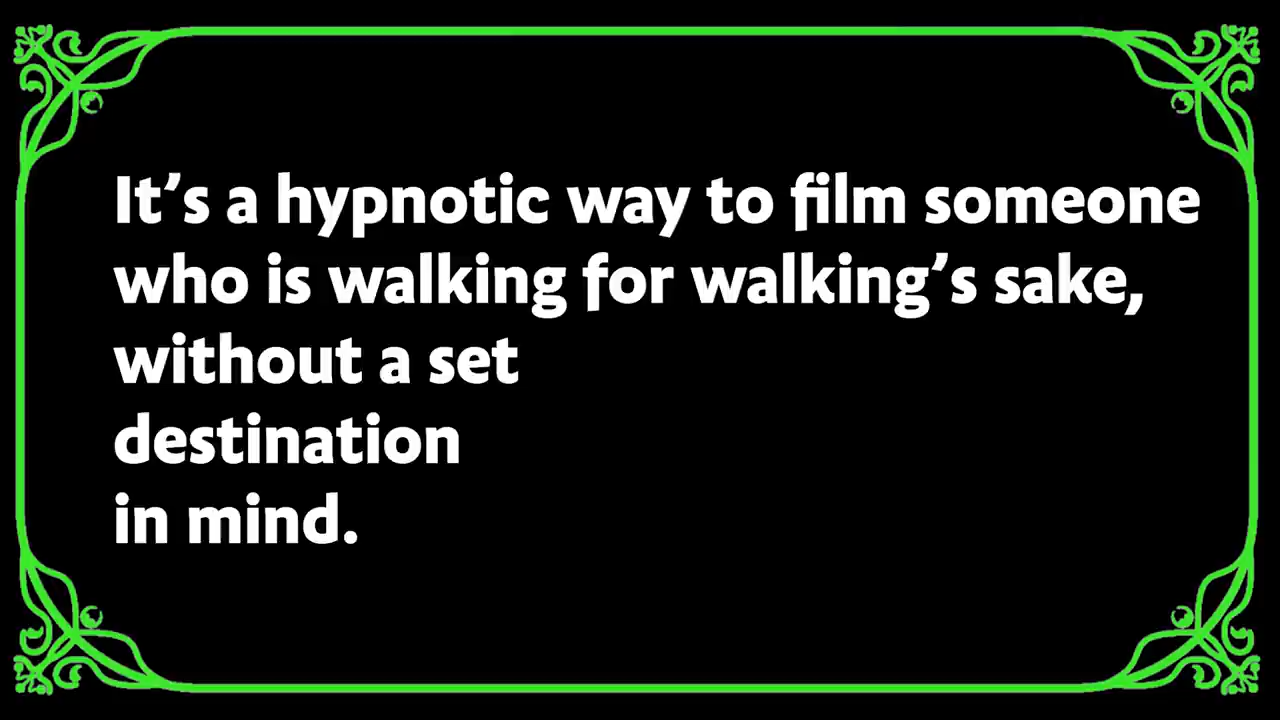 It’s a hypnotic way to film someone
who is walking for walking’s sake,
without a set
destination
in mind.